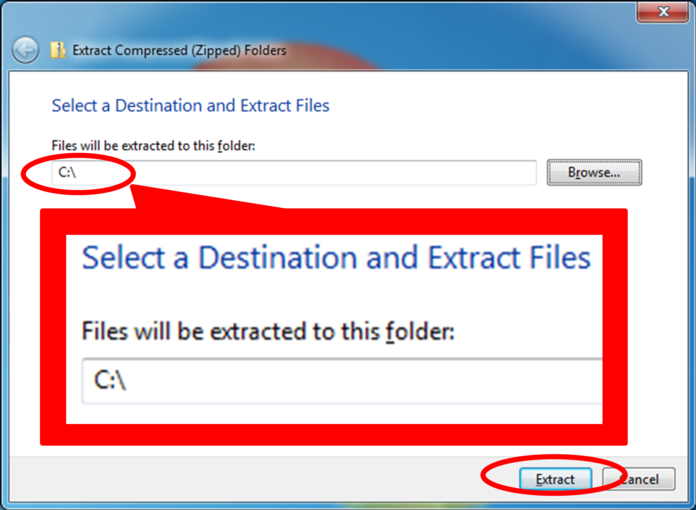 Extract Compressed (Zipped) Folders
Select a Destination and Extract Files
Files will be extracted to this folder:
C:\
Browse...
Select a Destination and Extract Files
Files will be extracted to this folder:
C:\
Extract
Cancel